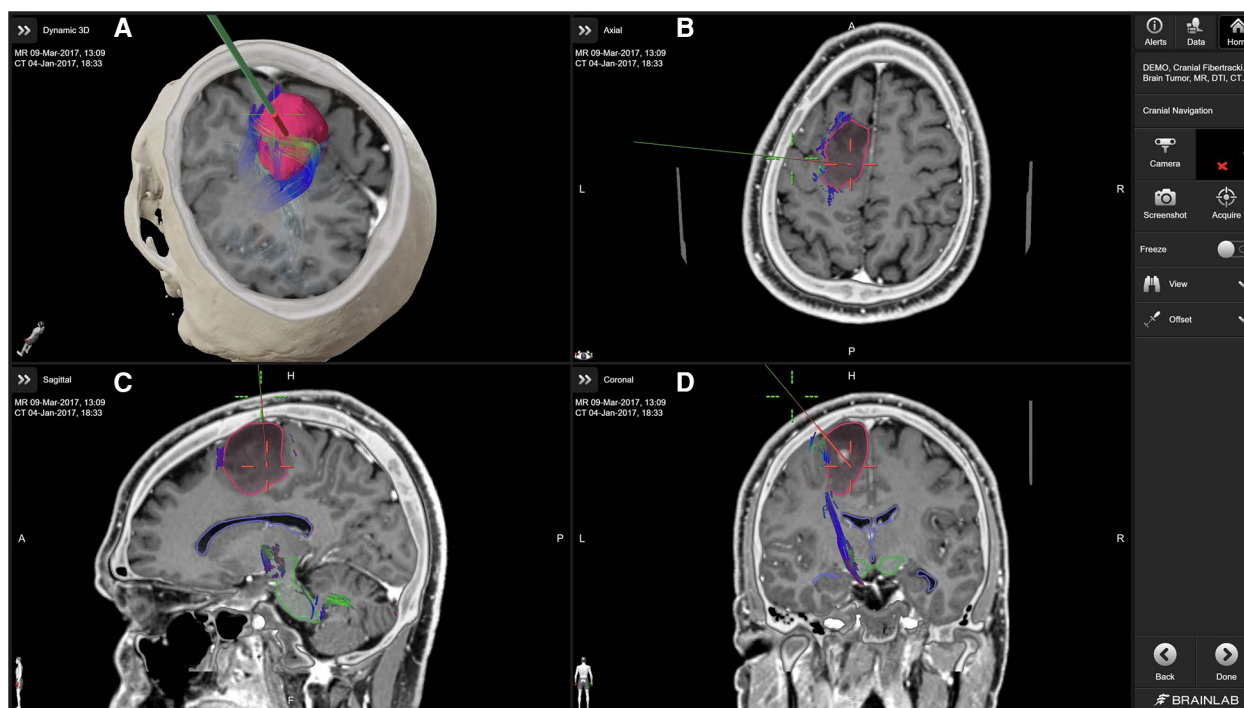 Dynamic 3D
A
MR 09-Mar-2017, 13:09
CT 04-Jan-2017, 18:33
Axial
B
A
MR 09-Mar-2017, 13:09
CT 04-Jan-2017, 18:33
L
R
P
Sagittal
C
H
MR 09-Mar-2017, 13:09
CT 04-Jan-2017, 18:33
A
P
F
Coronal
D
H
MR 09-Mar-2017, 13:09
CT 04-Jan-2017, 18:33
L
R
Alerts
Data
Hom
DEMO, Cranial Fibertracki...
Brain Tumor, MR, DTI, CT...
Cranial Navigation
Camera
Screenshot
Acquire
Freeze
View
Offset
Back
Done
BRAINLAB